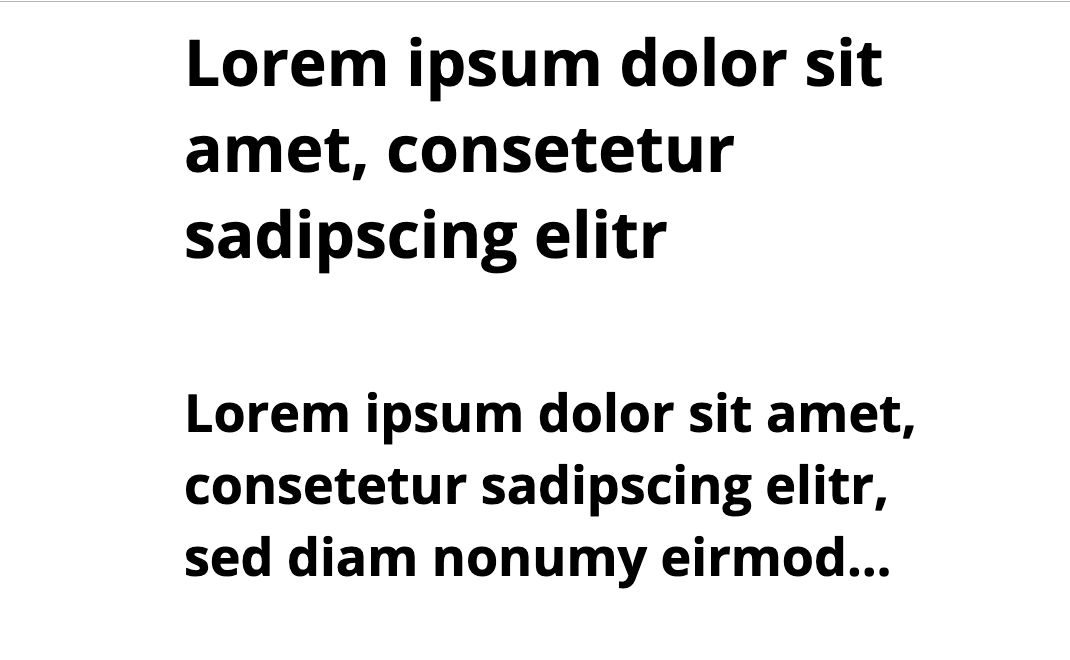 Lorem ipsum dolor sit
amet, consetetur
sadipscing elitr
Lorem ipsum dolor sit amet,
consetetur sadipscing elitr,
sed diam nonumy eirmod...